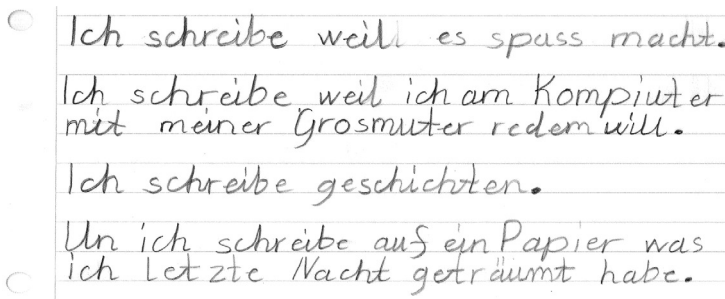 Ich schreibe weil es spass macht.
Ich schreibe weil ich am Kompiuter
mit meiner Grosmuter redem will.
Ich schreibe geschichten.
Un ich schreibe auf ein Papier was
ich letzte Nacht geträumt habe.